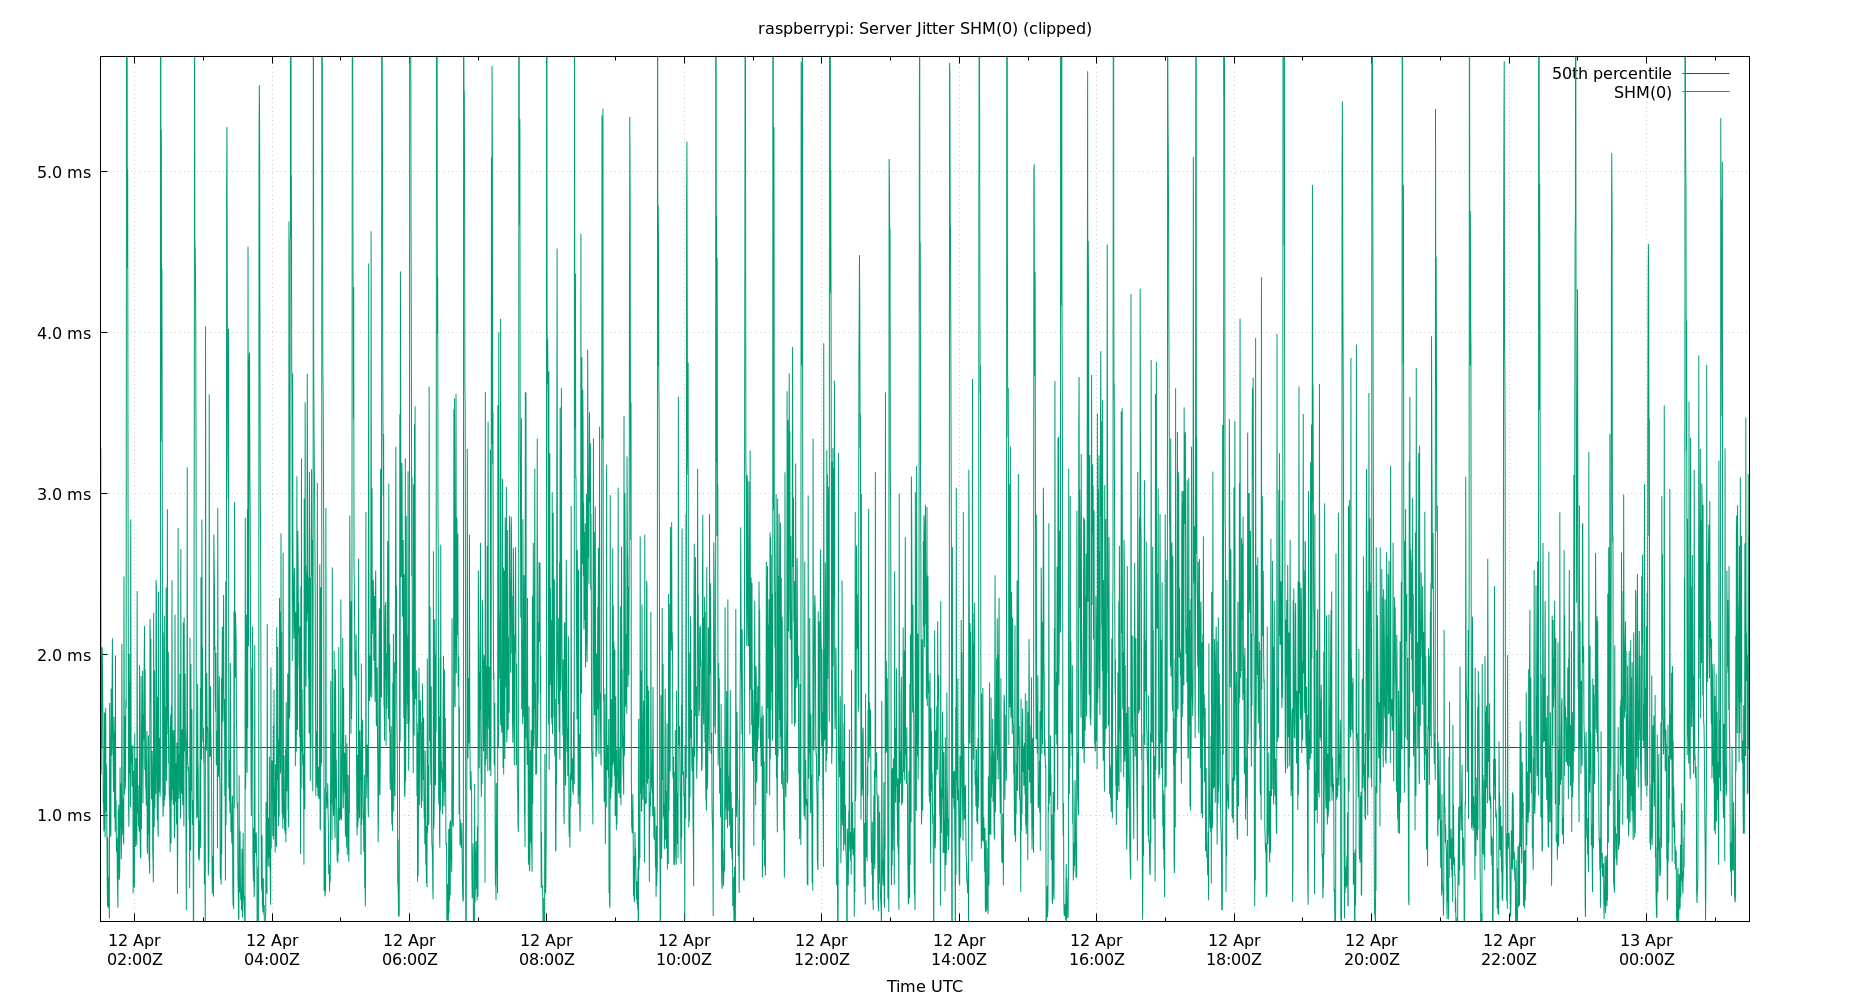 raspberrypi: Server Jitter SHM(0) (clipped)
50th percentile
SHM(0)
5.0 ms
4.0 ms
3.0 ms
2.0 ms
1.0 ms
12 Apr 12 Apr 12 Apr 12 Apr 12 Apr 12 Apr 12 Apr 12 Apr 12 Apr 12 Apr 12 Apr 13 Apr
02:00Z 04:00Z 06:00Z 08:00Z 10:00Z 12:00Z 14:00Z 16:00Z 18:00Z 20:00Z 22:00Z 00:00Z
Time UTC